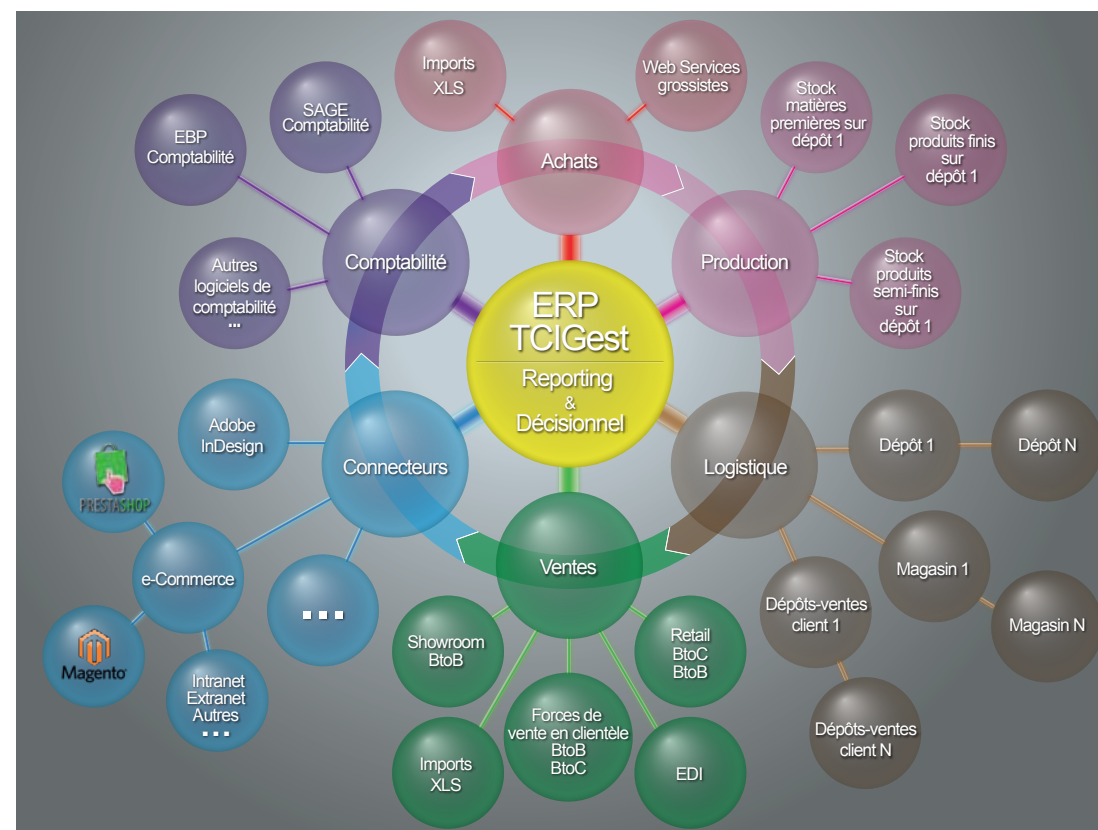 Imports
XLS
Web Services
grossistes
Achats
SAGE
Comptabilité
EBP
Comptabilité
Autres
logiciels de
comptabilité
...
Comptabilité
Stock
matières
premières sur
dépôt 1
Stock
produits finis
sur
dépôt 1
Stock
produits
semi-finis
sur
dépôt 1
Production
ERP
TCIGest
Reporting
&
Décisionnel
Adobe
InDesign
Connecteurs
PRESTASHOP
e-Commerce
Magento
Intranet
Extranet
Autres
...
...
Logistique
Dépôt 1
Dépôt N
Magasin 1
Magasin N
Dépôts-ventes
client 1
Dépôts-ventes
client N
Ventes
Showroom
BtoB
Retail
BtoC
BtoB
Imports
XLS
Forces de
vente en clientèle
BtoB
BtoC
EDI